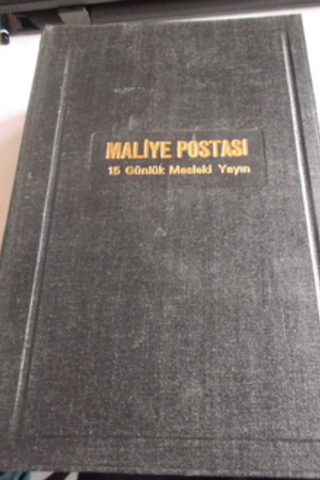 MALİYE POSTASI
15 Günlük Mesleki Yayın